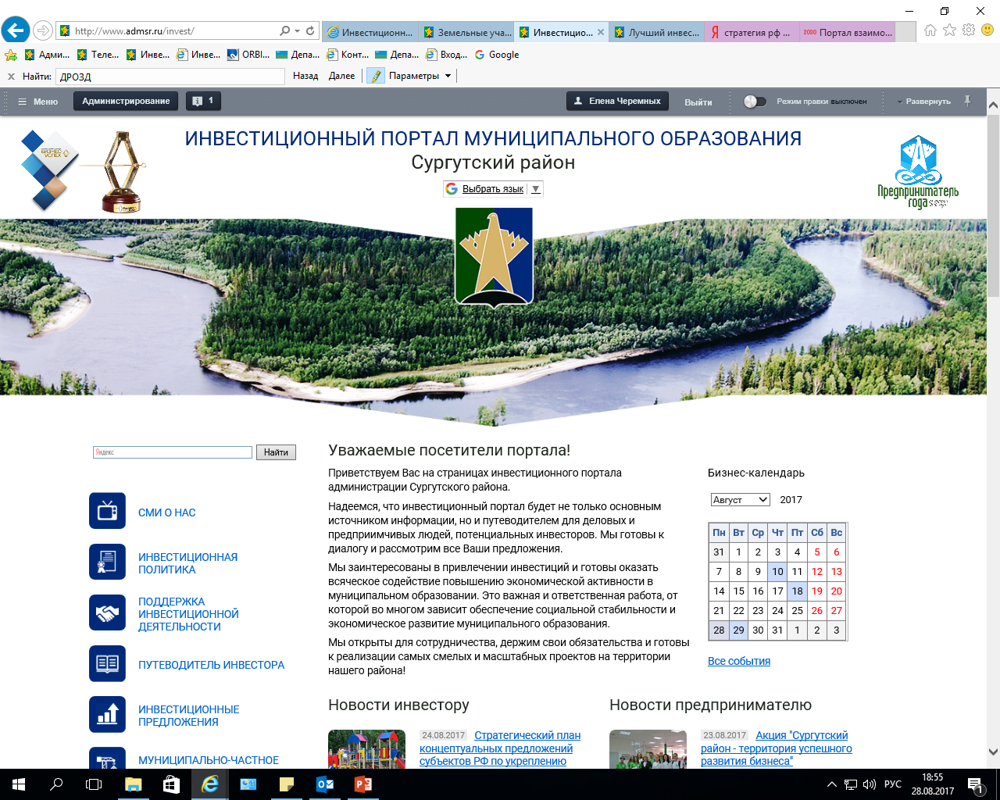 http://www.admsr.ru/invest/
Инвестиционн...
Земельные уча...
Инвестицио...
Лучший инвес...
стратегия рф ...
2030 Портал взаимо...
Адми...
Теле...
Инве...
Инве...
ORBI...
Депа...
Конт...
Депа...
Вход...
Google
Найти: ДРОЗД
Назад Далее Параметры
Меню Администрирование 1 Елена Черемных Выйти Режим правки выключен Развернуть
БИЗНЕС-УСПЕХ
ИНВЕСТИЦИОННЫЙ ПОРТАЛ МУНИЦИПАЛЬНОГО ОБРАЗОВАНИЯ
Сургутский район
Выбрать язык ▼
Предприниматель
года
Яндекс
Найти
СМИ О НАС
ИНВЕСТИЦИОННАЯ
ПОЛИТИКА
ПОДДЕРЖКА
ИНВЕСТИЦИОННОЙ
ДЕЯТЕЛЬНОСТИ
ПУТЕВОДИТЕЛЬ ИНВЕСТОРА
ИНВЕСТИЦИОННЫЕ
ПРЕДЛОЖЕНИЯ
МУНИЦИПАЛЬНО-ЧАСТНОЕ
Уважаемые посетители портала!
Приветствуем Вас на страницах инвестиционного портала
администрации Сургутского района.
Надеемся, что инвестиционный портал будет не только основным
источником информации, но и путеводителем для деловых и
предприимчивых людей, потенциальных инвесторов. Мы готовы к
диалогу и рассмотрим все Ваши предложения.
Мы заинтересованы в привлечении инвестиций и готовы оказать
всяческое содействие повышению экономической активности в
муниципальном образовании. Это важная и ответственная работа, от
которой во многом зависит обеспечение социальной стабильности и
экономическое развитие муниципального образования.
Мы открыты для сотрудничества, держим свои обязательства и готовы
к реализации самых смелых и масштабных проектов на территории
нашего района!
Бизнес-календарь
Август 2017
Пн Вт Ср Чт Пт Сб Вс
31 1 2 3 4 5 6
7 8 9 10 11 12 13
14 15 16 17 18 19 20
21 22 23 24 25 26 27
28 29 30 31 1 2 3
Все события
Новости инвестору
24.08.2017 Стратегический план
концептуальных предложений
субъектов РФ по укреплению
Новости предпринимателю
23.08.2017 Акция "Сургутский
район - территория успешного
развития бизнеса"
РУС
18:55
28.08.2017
1